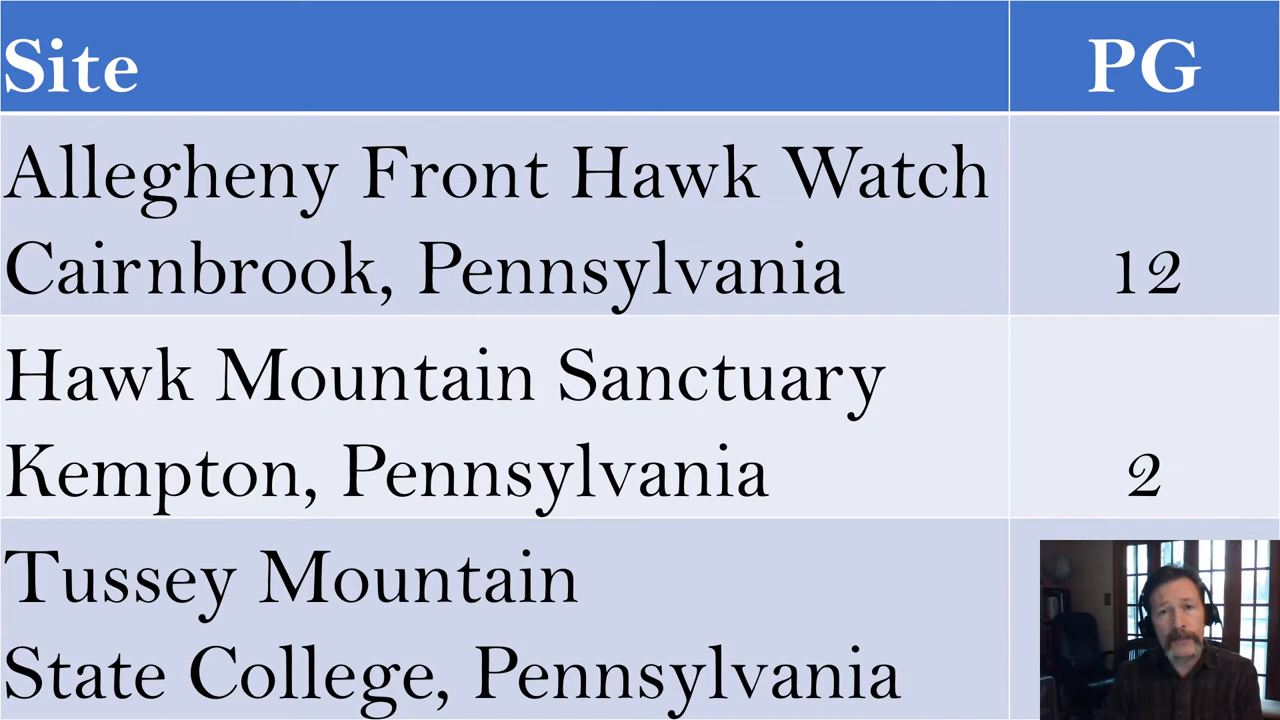 Site PG
Allegheny Front Hawk Watch
Cairnbrook, Pennsylvania 12
Hawk Mountain Sanctuary
Kempton, Pennsylvania 2
Tussey Mountain
State College, Pennsylvania